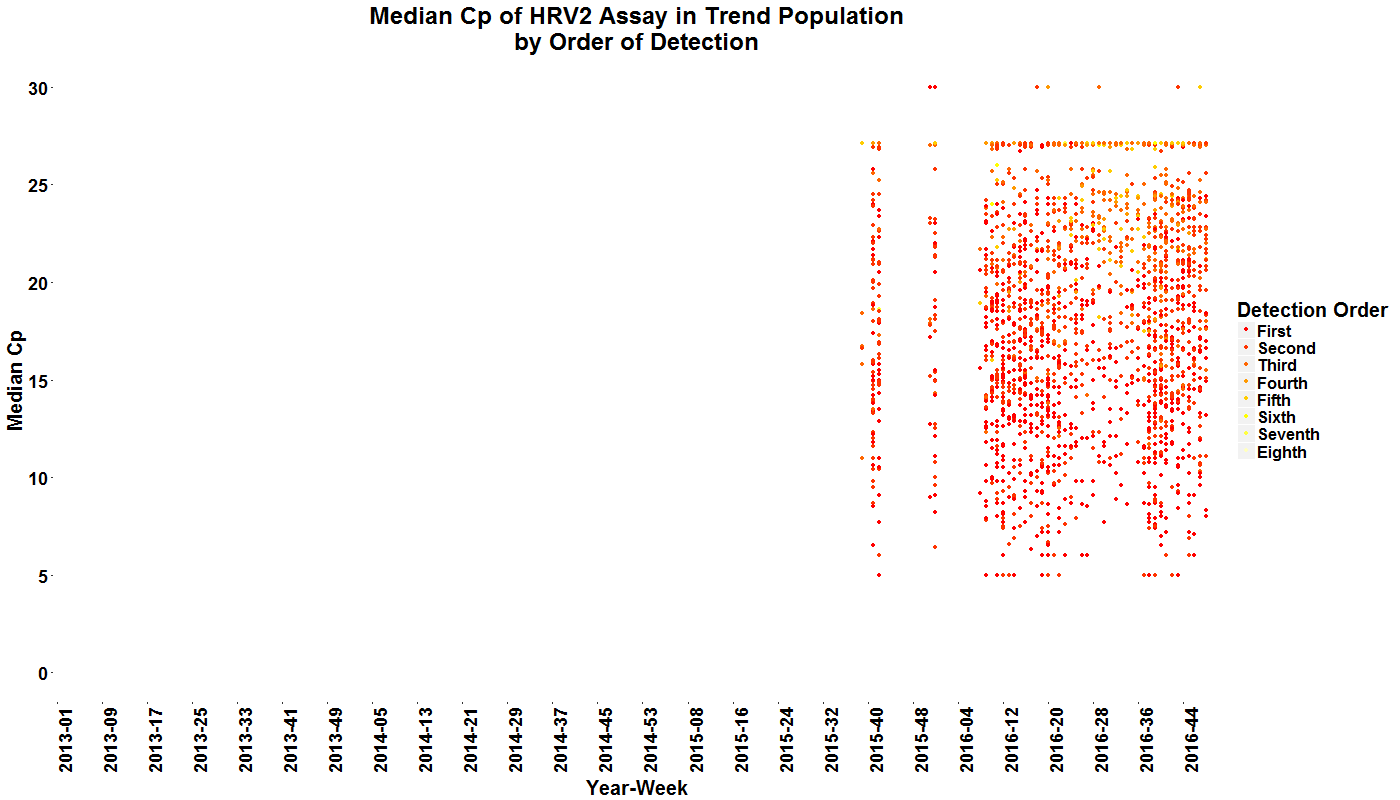 Median Cp of HRV2 Assay in Trend Population
by Order of Detection
Median Cp
30
25
20
15
10
5
0
2013-01
2013-09
2013-17
2013-25
2013-33
2013-41
2013-49
2014-05
2014-13
2014-21
2014-29
2014-37
2014-45
2014-53
2015-08
2015-16
2015-24
2015-32
2015-40
2015-48
2016-04
2016-12
2016-20
2016-28
2016-36
2016-44
Year-Week
Detection Order
First
Second
Third
Fourth
Fifth
Sixth
Seventh
Eighth